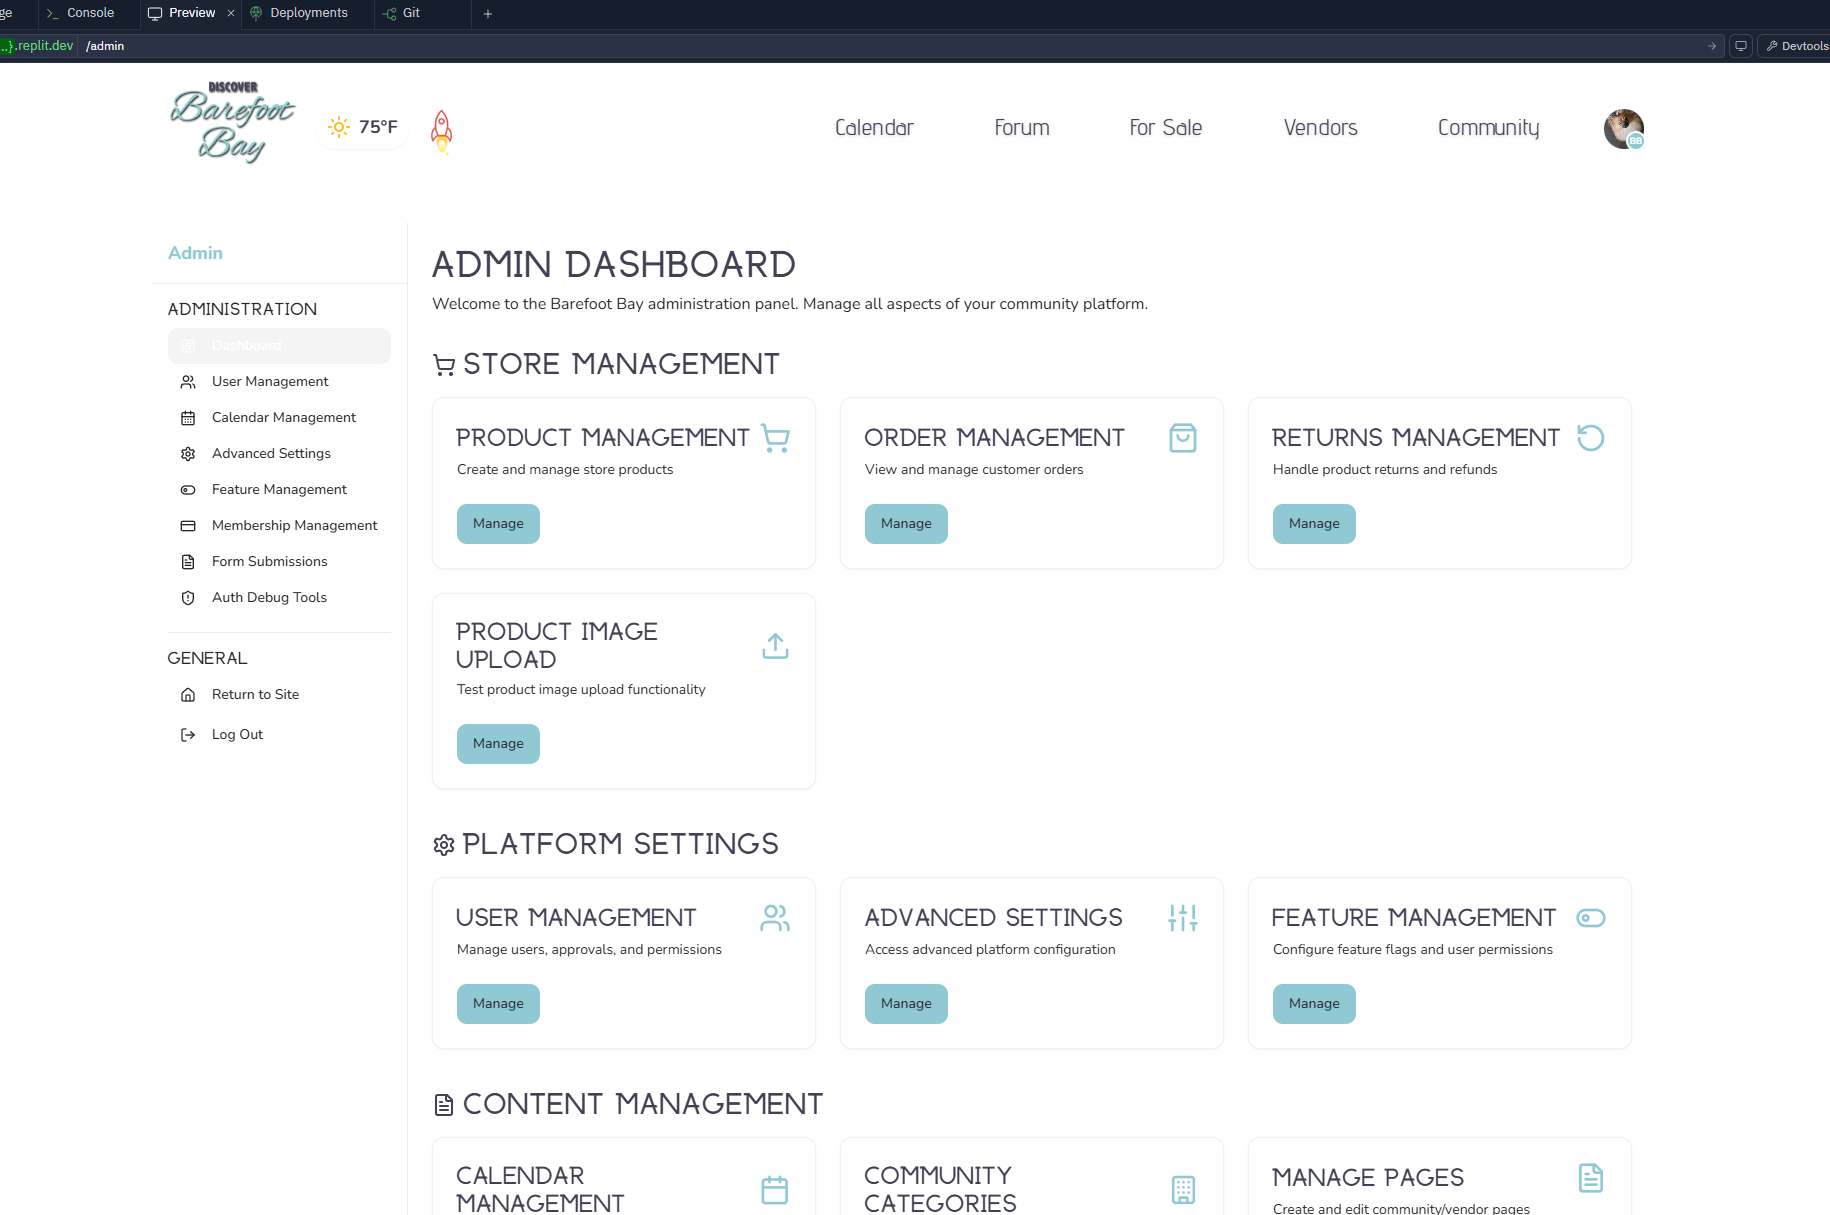 ge
Console
Preview
Deployments
Git
..}.replit.dev
/admin
Devtools
DISCOVER
Barefoot
Bay
75°F
Calendar
Forum
For Sale
Vendors
Community
BB
Admin
ADMINISTRATION
Dashboard
User Management
Calendar Management
Advanced Settings
Feature Management
Membership Management
Form Submissions
Auth Debug Tools
GENERAL
Return to Site
Log Out
ADMIN DASHBOARD
Welcome to the Barefoot Bay administration panel. Manage all aspects of your community platform.
STORE MANAGEMENT
PRODUCT MANAGEMENT
Create and manage store products
Manage
ORDER MANAGEMENT
View and manage customer orders
Manage
RETURNS MANAGEMENT
Handle product returns and refunds
Manage
PRODUCT IMAGE
UPLOAD
Test product image upload functionality
Manage
PLATFORM SETTINGS
USER MANAGEMENT
Manage users, approvals, and permissions
Manage
ADVANCED SETTINGS
Access advanced platform configuration
Manage
FEATURE MANAGEMENT
Configure feature flags and user permissions
Manage
CONTENT MANAGEMENT
CALENDAR
MANAGEMENT
COMMUNITY
CATEGORIES
MANAGE PAGES
Create and edit community/vendor pages